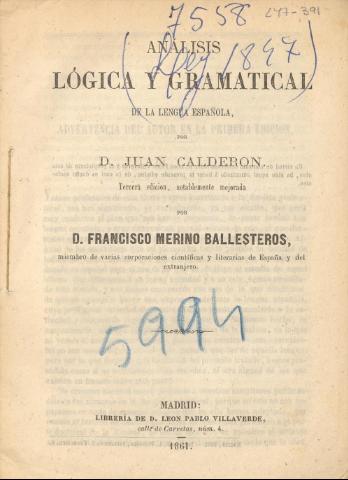 7558
247-391
ANÁLISIS
(Ley 1847)
LÓGICA Y GRAMATICAL
DE LA LENGUA ESPAÑOLA,
POR
D. JUAN CALDERON.
Tercera edicion, notablemente mejorada
POR
D. FRANCISCO MERINO BALLESTEROS,
miembro de varias corporaciones científicas y literarias de España y del
extranjero.
5994
MADRID:
LIBRERÍA DE D. LEON PABLO VILLAVERDE,
calle de Carretas, núm. 4.
1861.